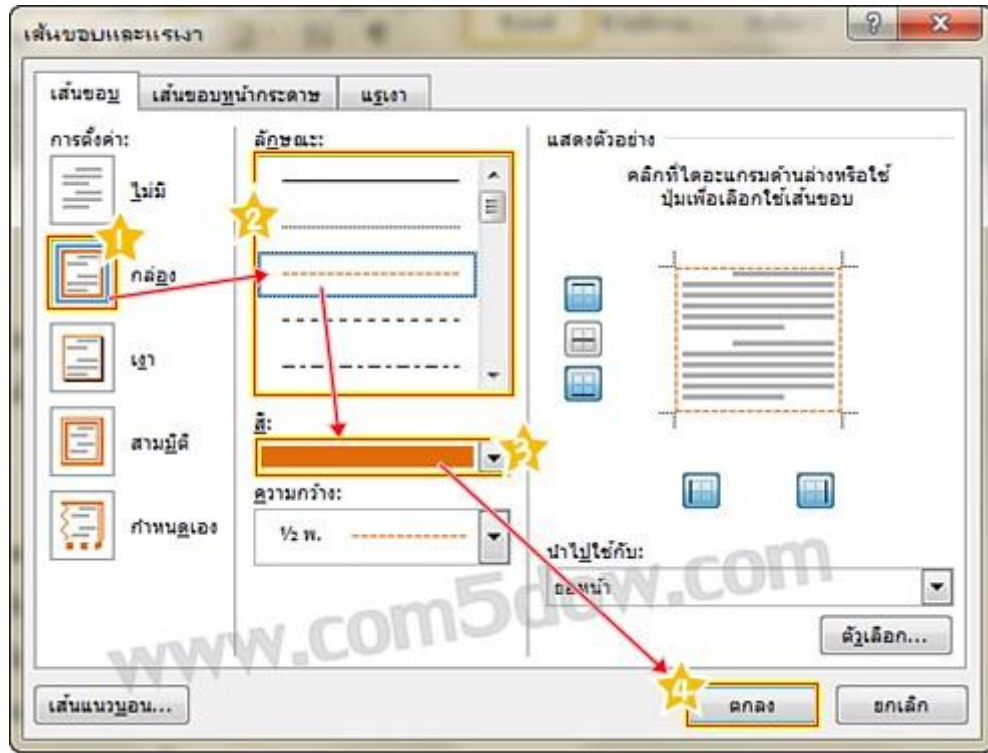 เส้นขอบและแรเงา
เส้นขอบ
เส้นขอบหน้ากระดาษ
แรเงา
การตั้งค่า:
ไม่มี
1
กล่อง
เงา
สามมิติ
กำหนดเอง
ลักษณะ:
2
สี:
3
ความกว้าง:
½ พ.
แสดงตัวอย่าง
คลิกที่ไดอะแกรมด้านล่างหรือใช้
ปุ่มเพื่อเลือกใช้เส้นขอบ
นำไปใช้กับ:
ย่อหน้า
ตัวเลือก...
www.com5dow.com
เส้นแนวนอน...
4
ตกลง
ยกเลิก